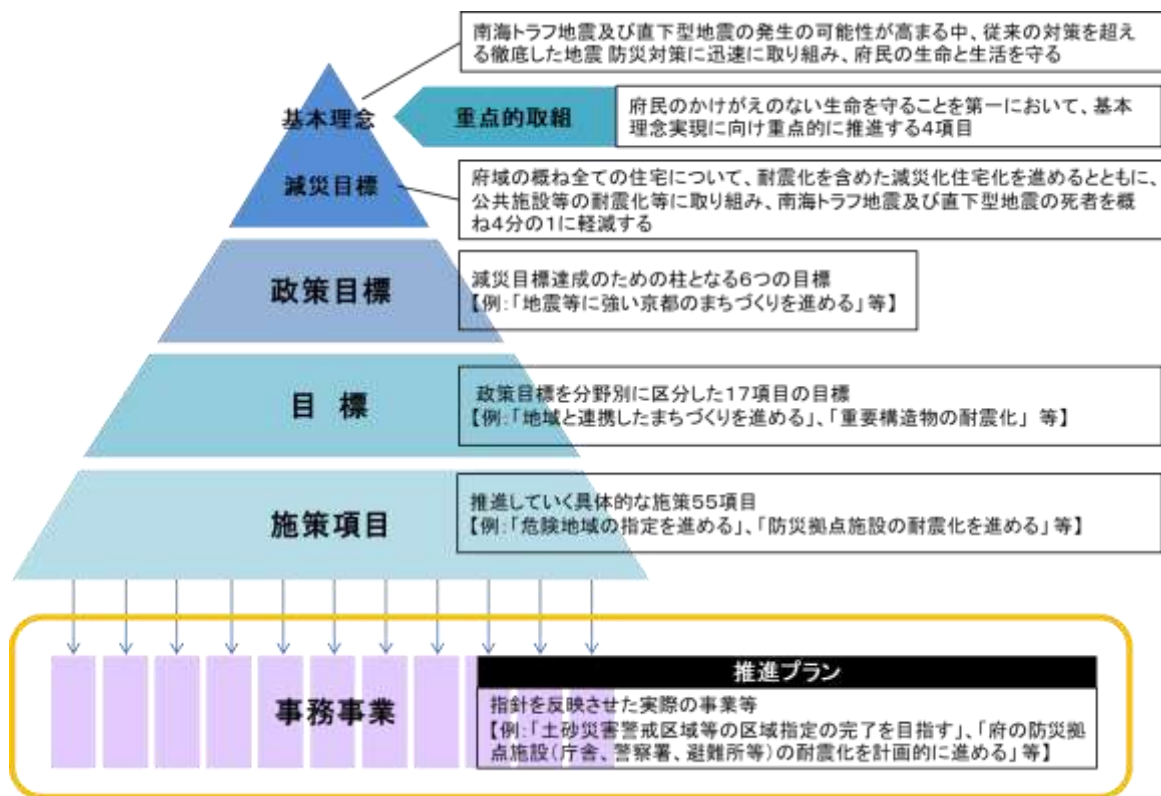 南海トラフ地震及び直下型地震の発生の可能性が高まる中、従来の対策を超え
る徹底した地震 防災対策に迅速に取り組み、府民の生命と生活を守る
基本理念
重点的取組
府民のかけがえのない生命を守ることを第一において、基本
理念実現に向け重点的に推進する4項目
減災目標
府域の概ね全ての住宅について、耐震化を含めた減災化住宅化を進めるとともに、
公共施設等の耐震化等に取り組み、南海トラフ地震及び直下型地震の死者を概
ね4分の1に軽減する
政策目標
減災目標達成のための柱となる6つの目標
【例:「地震等に強い京都のまちづくりを進める」等】
目 標
政策目標を分野別に区分した17項目の目標
【例:「地域と連携したまちづくりを進める」、「重要構造物の耐震化」 等】
施策項目
推進していく具体的な施策55項目
【例:「危険地域の指定を進める」、「防災拠点施設の耐震化を進める」等】
事務事業
推進プラン
指針を反映させた実際の事業等
【例:「土砂災害警戒区域等の区域指定の完了を目指す」、「府の防災拠
点施設(庁舎、警察署、避難所等)の耐震化を計画的に進める」等】